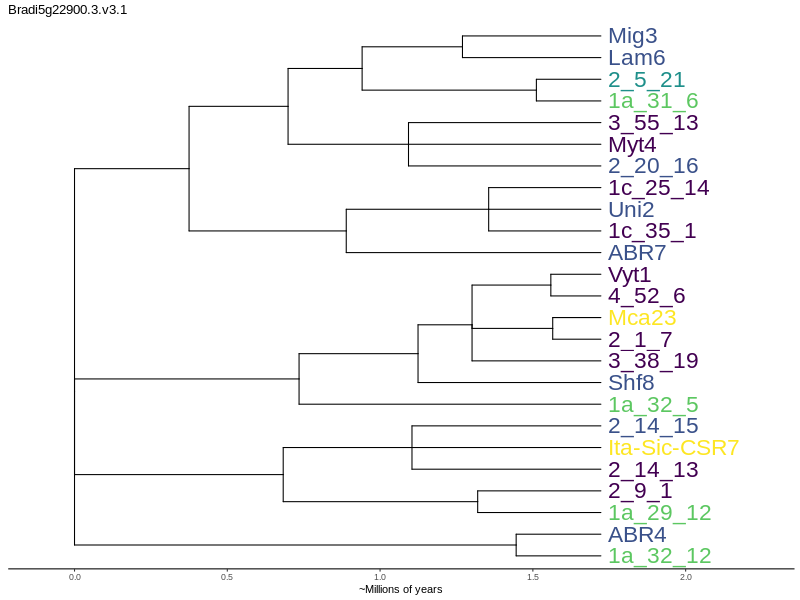 Bradi5g22900.3.v3.1
Mig3
Lam6
2_5_21
1a_31_6
3_55_13
Myt4
2_20_16
1c_25_14
Uni2
1c_35_1
ABR7
Vyt1
4_52_6
Mca23
2_1_7
3_38_19
Shf8
1a_32_5
2_14_15
Ita-Sic-CSR7
2_14_13
2_9_1
1a_29_12
ABR4
1a_32_12
0.0 0.5 1.0 1.5 2.0
~Millions of years